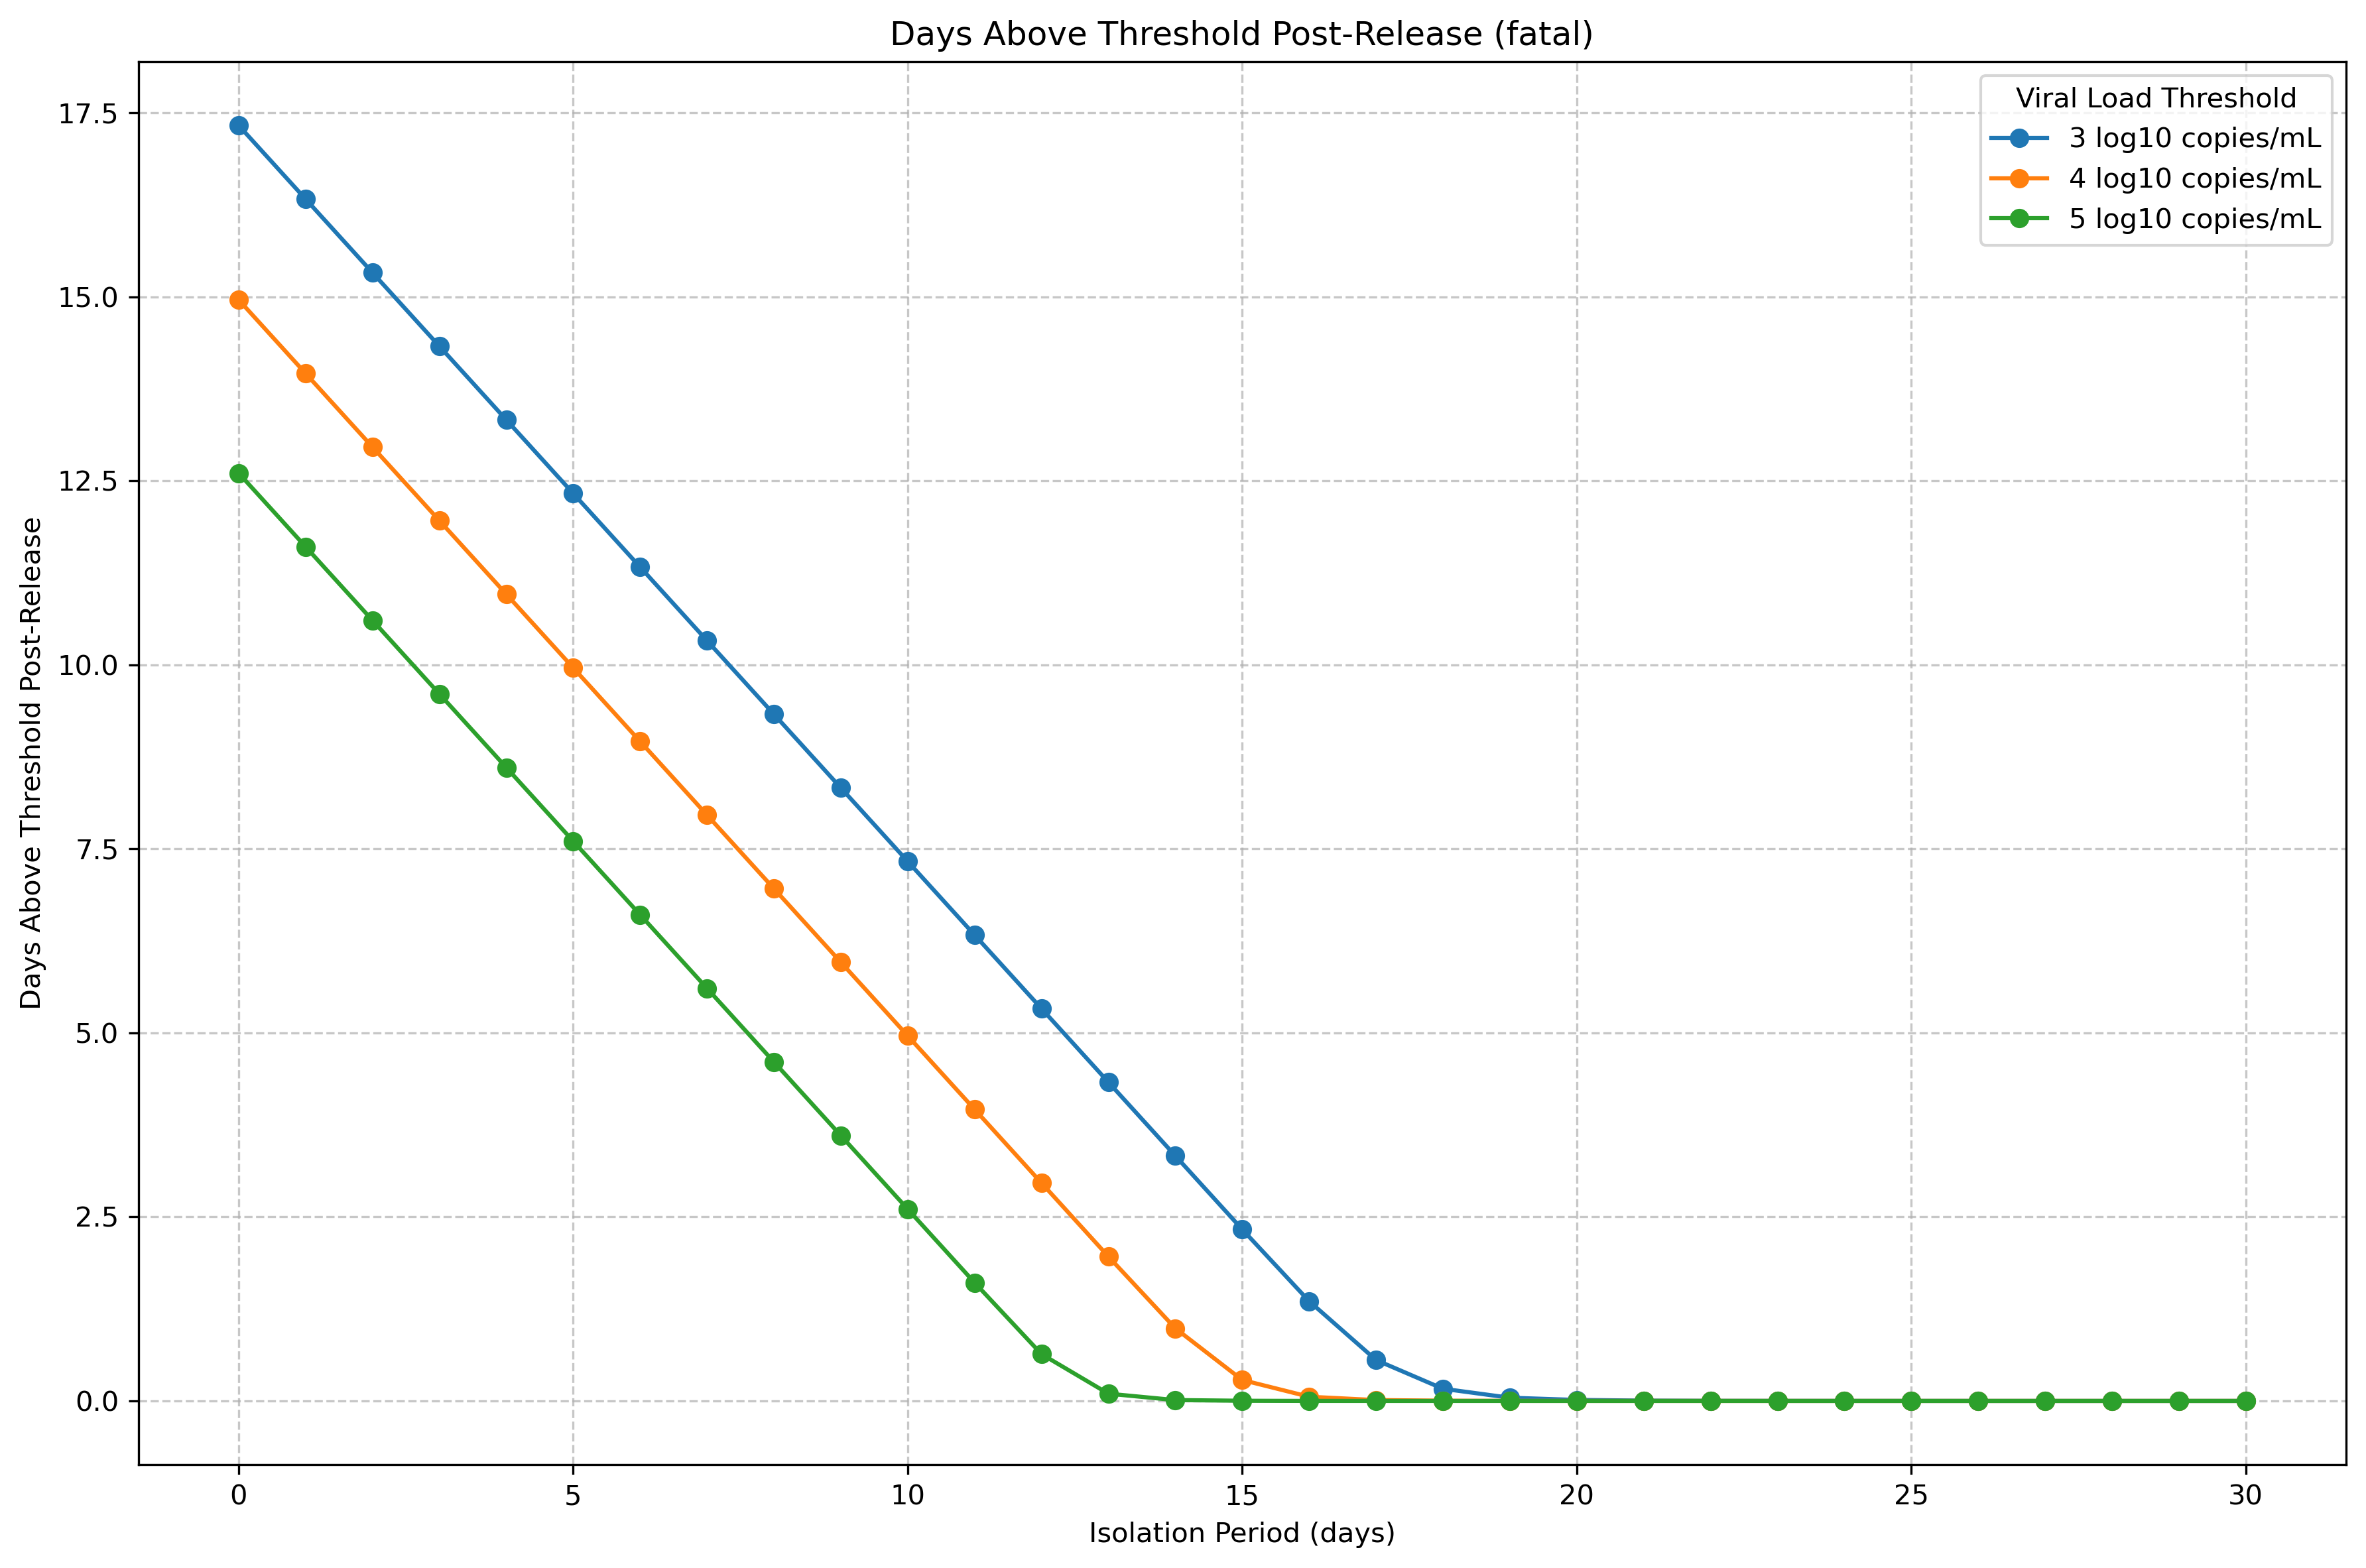 Days Above Threshold Post-Release (fatal)
Viral Load Threshold
3 log10 copies/mL
4 log10 copies/mL
5 log10 copies/mL
Days Above Threshold Post-Release
17.5
15.0
12.5
10.0
7.5
5.0
2.5
0.0
0 5 10 15 20 25 30
Isolation Period (days)